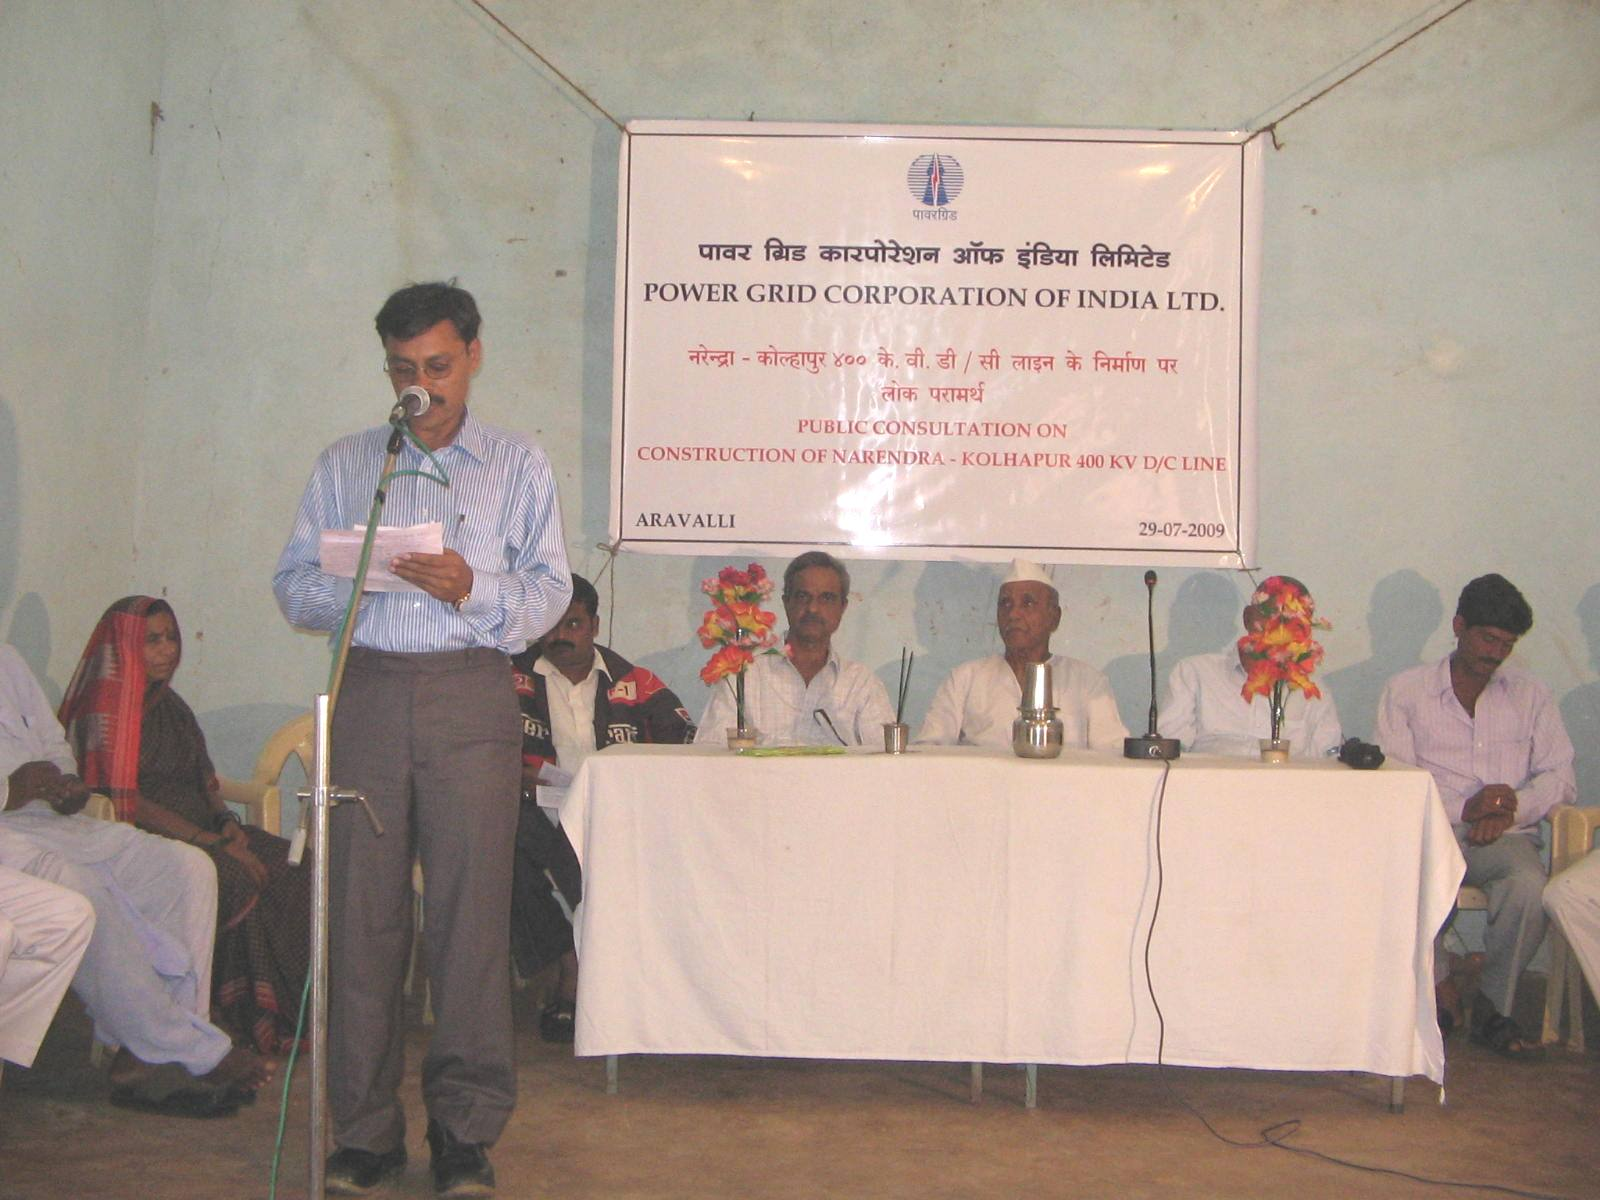 पावरग्रिड
पावर ग्रिड कारपोरेशन ऑफ इंडिया लिमिटेड
POWER GRID CORPORATION OF INDIA LTD.
नरेन्द्रा - कोल्हापुर ४०० के. वी. डी / सी लाइन के निर्माण पर
लोक परामर्थ
PUBLIC CONSULTATION ON
CONSTRUCTION OF NARENDRA - KOLHAPUR 400 KV D/C LINE
ARAVALLI 29-07-2009